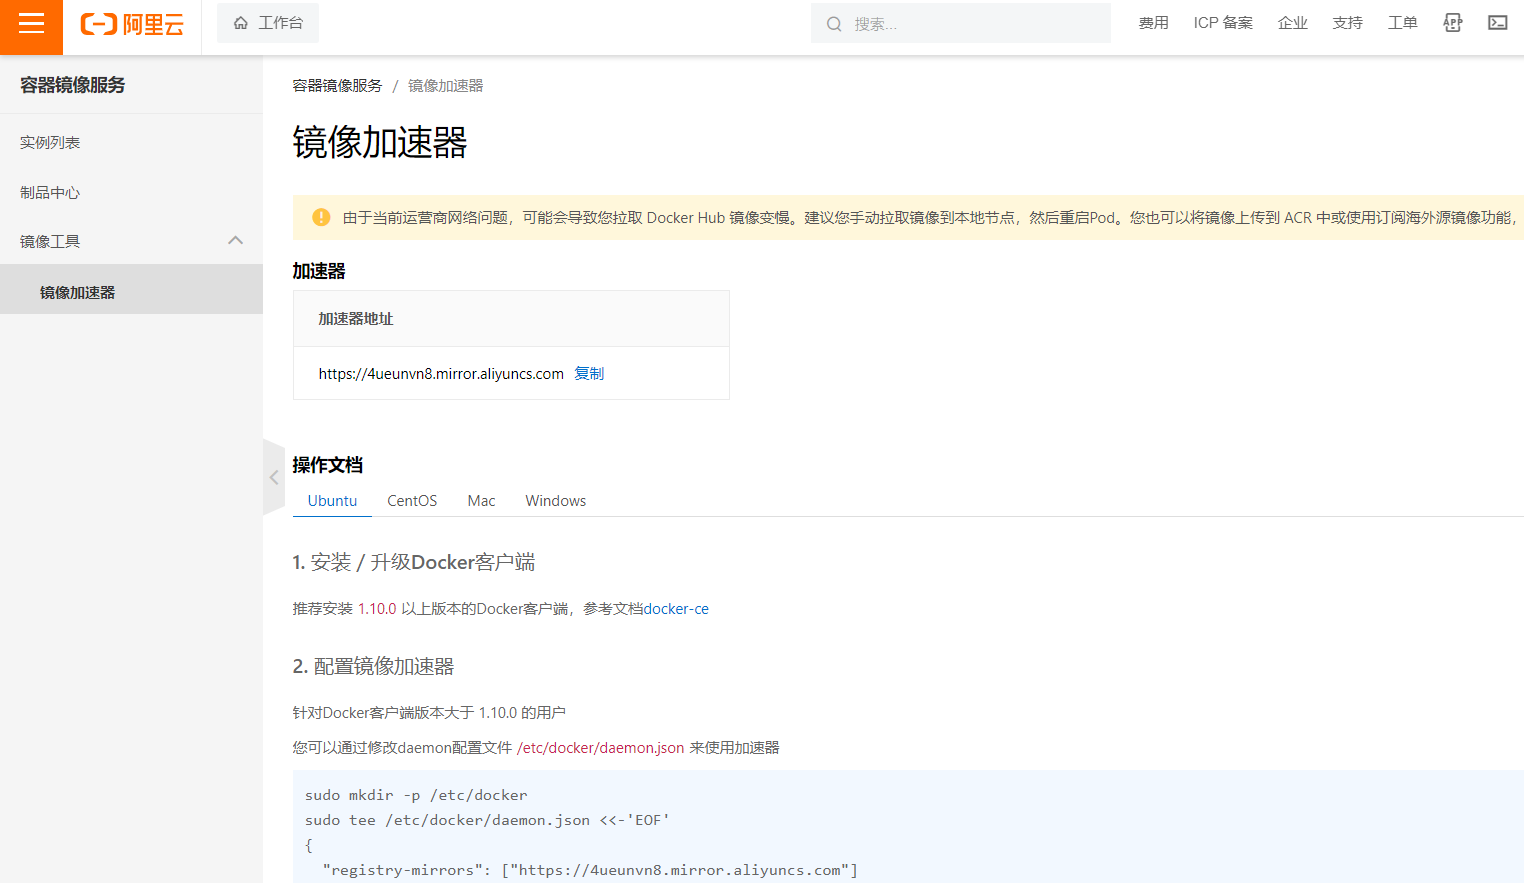 阿里云
工作台
搜索...
费用
ICP 备案
企业
支持
工单
APP
容器镜像服务
实例列表
制品中心
镜像工具
镜像加速器
容器镜像服务 / 镜像加速器
镜像加速器
由于当前运营商网络问题，可能会导致您拉取 Docker Hub 镜像变慢。建议您手动拉取镜像到本地节点，然后重启Pod。您也可以将镜像上传到 ACR 中或使用订阅海外源镜像功能，
加速器
加速器地址
https://4ueunvn8.mirror.aliyuncs.com 复制
操作文档
Ubuntu CentOS Mac Windows
1. 安装 / 升级Docker客户端
推荐安装 1.10.0 以上版本的Docker客户端，参考文档docker-ce
2. 配置镜像加速器
针对Docker客户端版本大于 1.10.0 的用户
您可以通过修改daemon配置文件 /etc/docker/daemon.json 来使用加速器
sudo mkdir -p /etc/docker
sudo tee /etc/docker/daemon.json <<-'EOF'
{
"registry-mirrors": ["https://4ueunvn8.mirror.aliyuncs.com"]